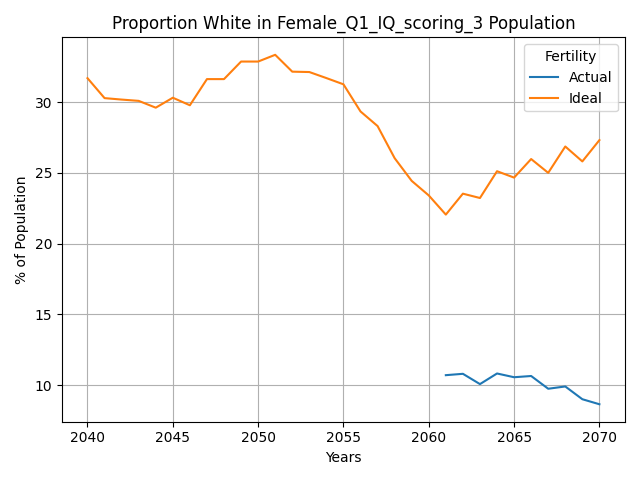 Proportion White in Female_Q1_IQ_scoring_3 Population
Fertility
Actual
Ideal
% of Population
30
25
20
15
10
2040 2045 2050 2055 2060 2065 2070
Years